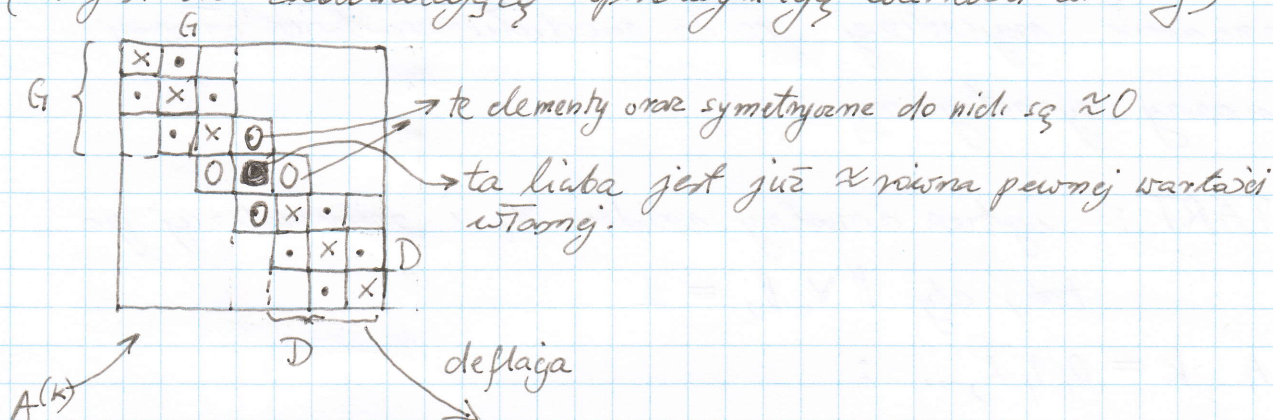 G
G
te elementy oraz symetryczne do nich są ≈ 0
ta liczba jest już ≈ równa pewnej wartości
własnej.
D
D
deflacja
A^(k)